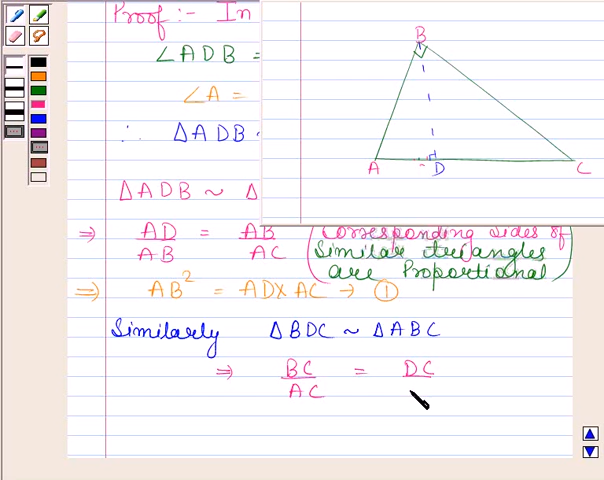 Proof :- In
∠ADB =
∠A =
∴ ΔADB ~
ΔADB ~ Δ
⇒ AD/AB = AB/AC (Corresponding sides of
Similar triangles
are Proportional)
⇒ AB² = AD×AC → ①
Similarly ΔBDC ~ ΔABC
⇒ BC/AC = DC
B
A
D
C